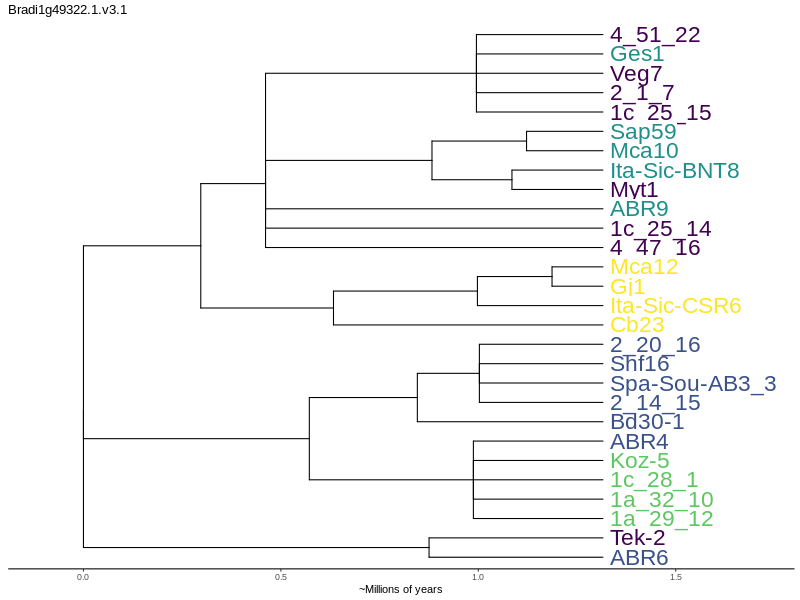 Bradi1g49322.1.v3.1
4_51_22
Ges1
Veg7
2_1_7
1c_25_15
Sap59
Mca10
Ita-Sic-BNT8
Myt1
ABR9
1c_25_14
4_47_16
Mca12
Gj1
Ita-Sic-CSR6
Cb23
2_20_16
Snf16
Spa-Sou-AB3_3
2_14_15
Bd30-1
ABR4
Koz-5
1c_28_1
1a_32_10
1a_29_12
Tek-2
ABR6
0.0 0.5 1.0 1.5
~Millions of years